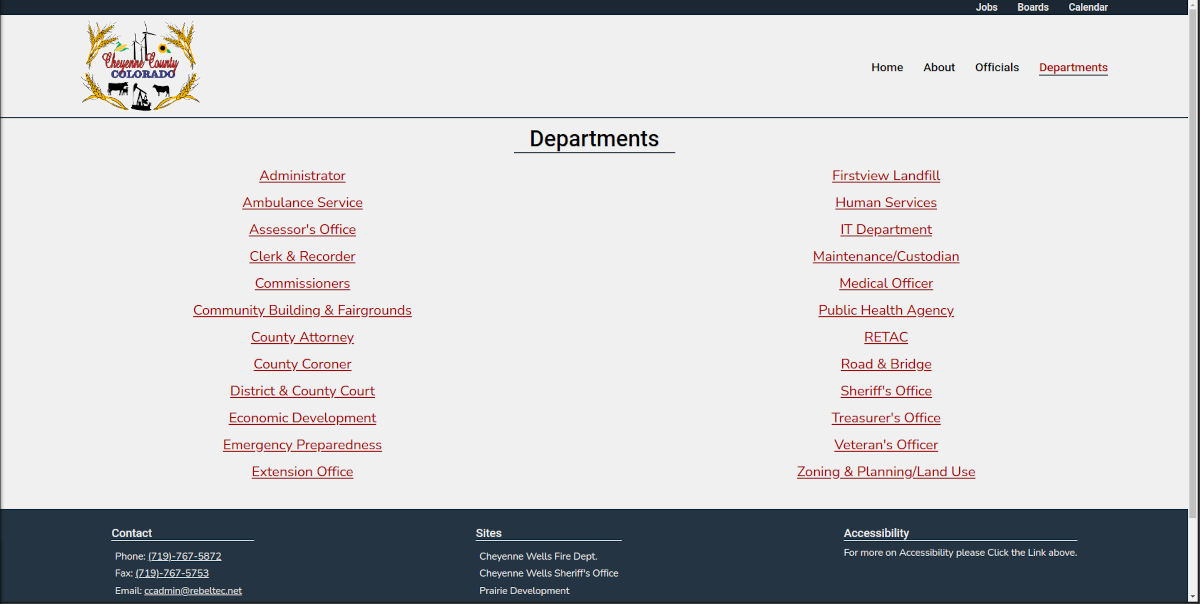 Jobs Boards Calendar
Cheyenne County
COLORADO
Home About Officials Departments
Departments
Administrator
Ambulance Service
Assessor's Office
Clerk & Recorder
Commissioners
Community Building & Fairgrounds
County Attorney
County Coroner
District & County Court
Economic Development
Emergency Preparedness
Extension Office
Firstview Landfill
Human Services
IT Department
Maintenance/Custodian
Medical Officer
Public Health Agency
RETAC
Road & Bridge
Sheriff's Office
Treasurer's Office
Veteran's Officer
Zoning & Planning/Land Use
Contact
Phone: (719)-767-5872
Fax: (719)-767-5753
Email: ccadmin@rebeltec.net
Sites
Cheyenne Wells Fire Dept.
Cheyenne Wells Sheriff's Office
Prairie Development
Accessibility
For more on Accessibility please Click the Link above.